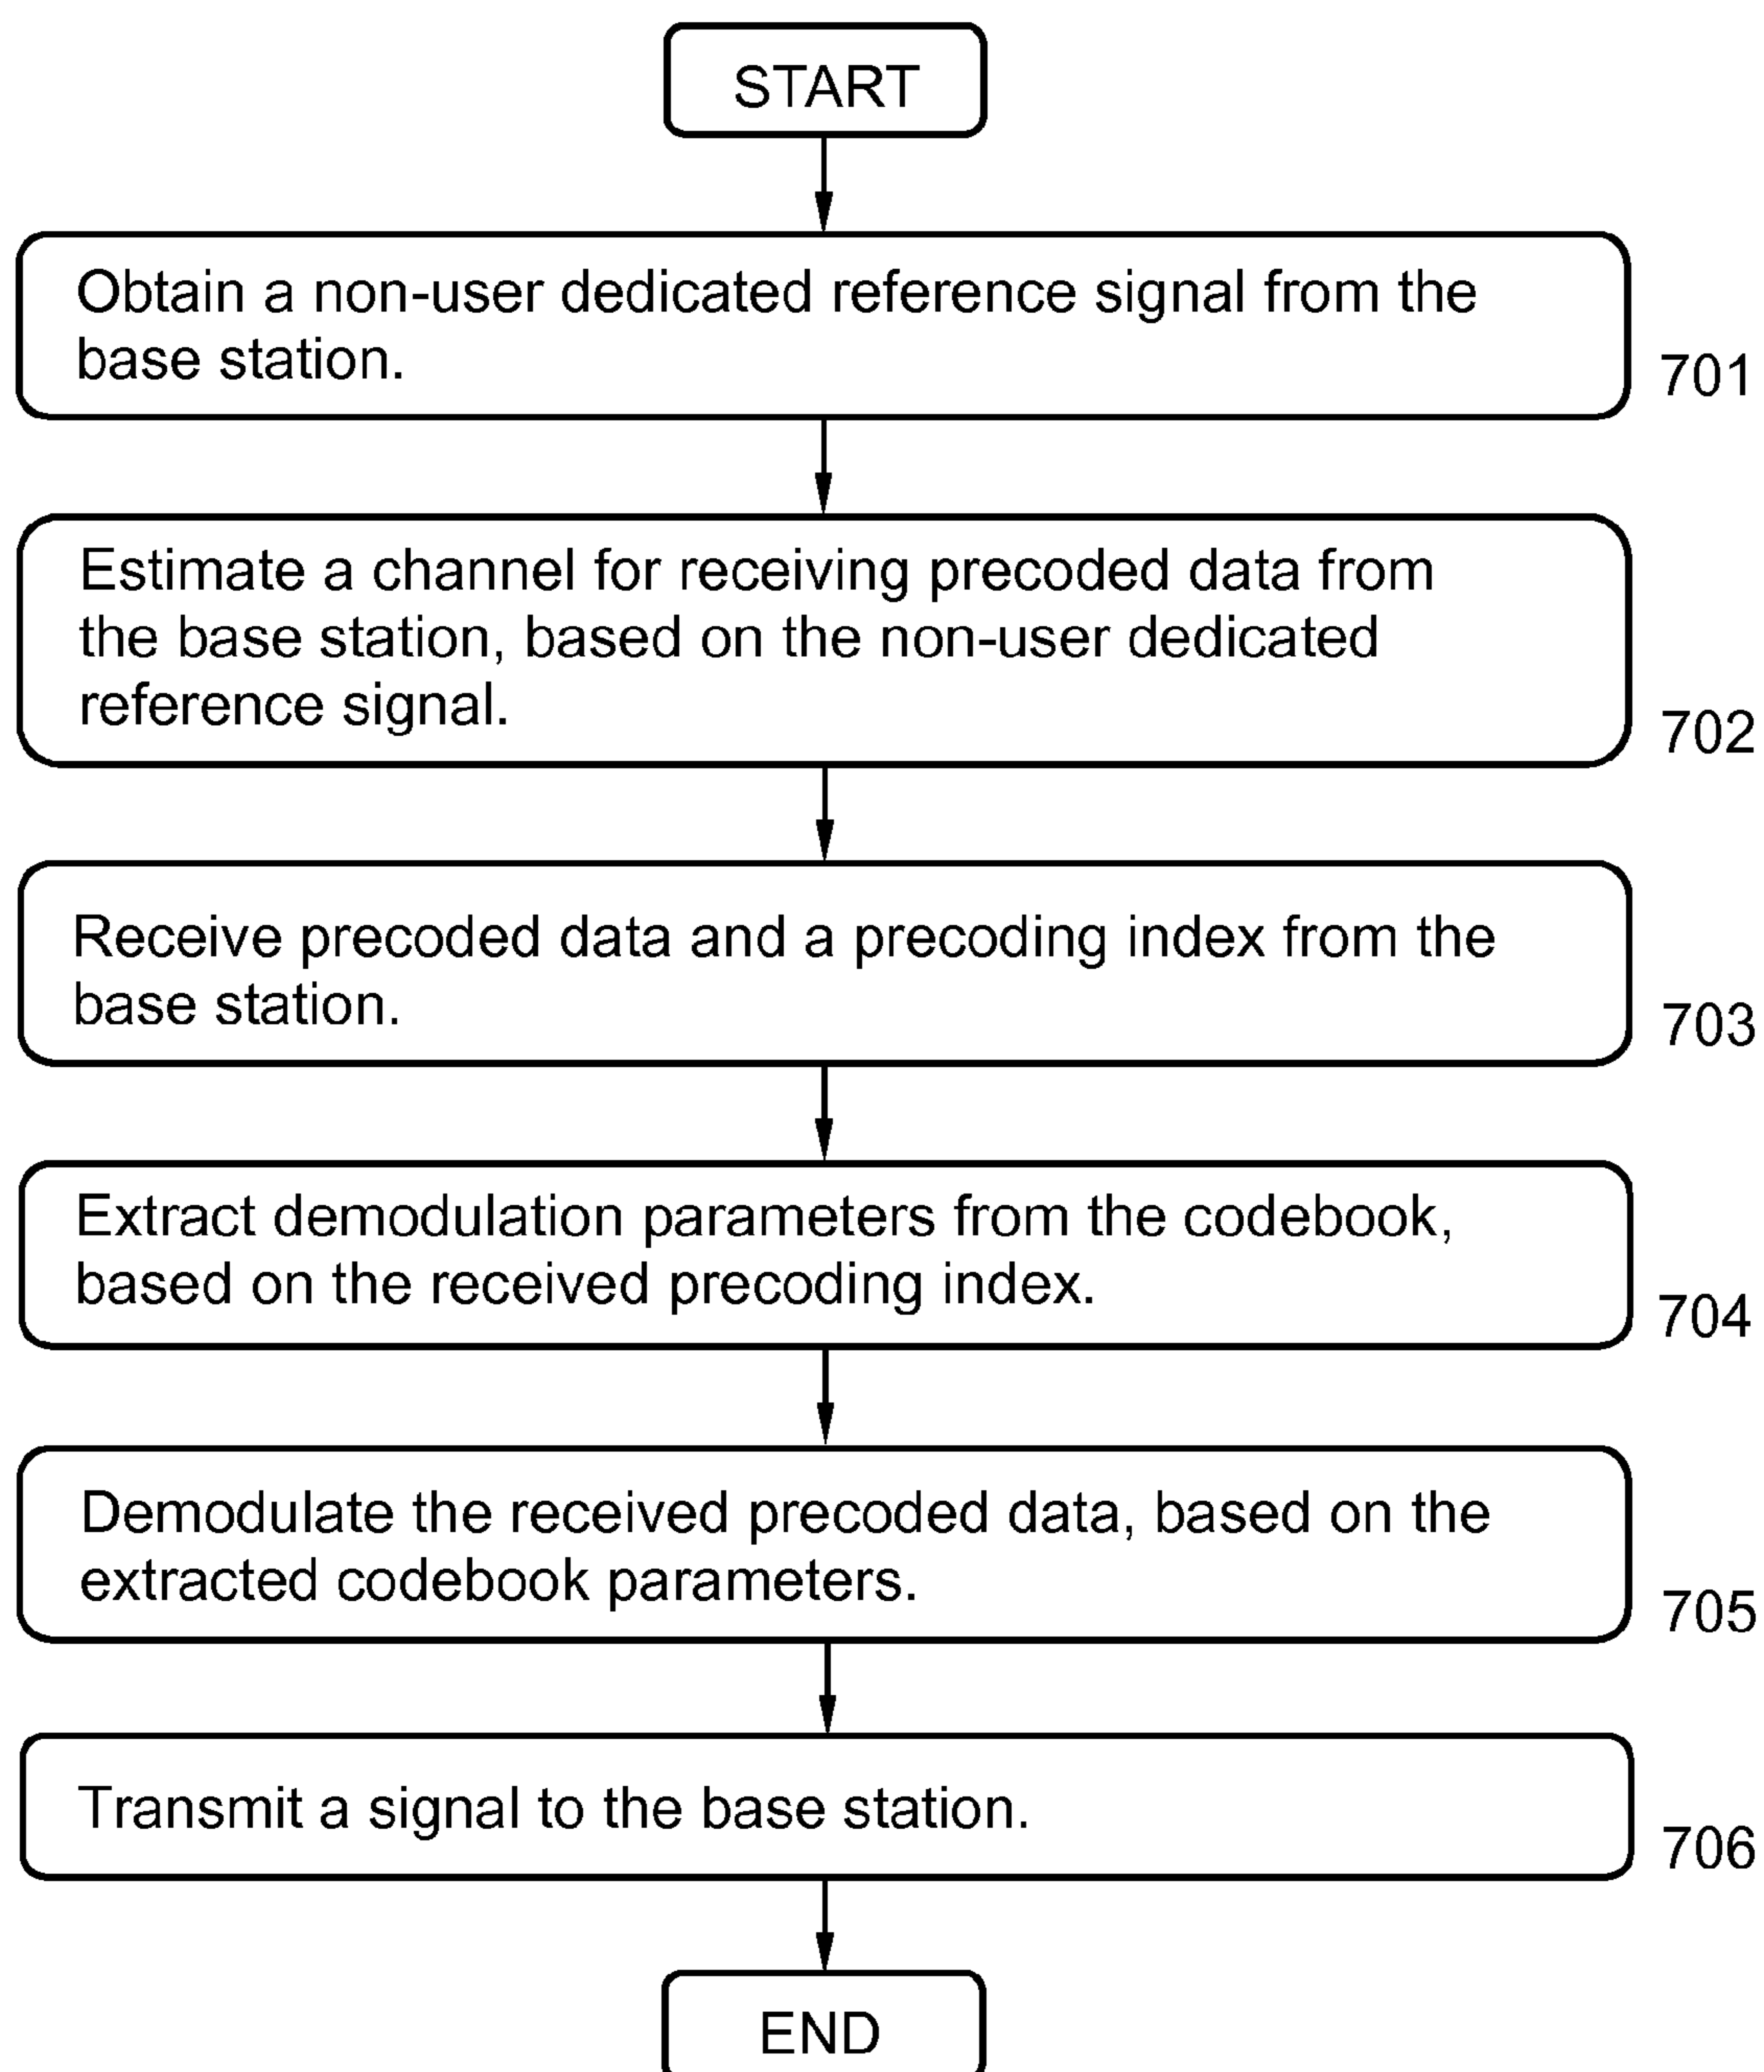 START
Obtain a non-user dedicated reference signal from the
base station.
701
Estimate a channel for receiving precoded data from
the base station, based on the non-user dedicated
reference signal.
702
Receive precoded data and a precoding index from the
base station.
703
Extract demodulation parameters from the codebook,
based on the received precoding index.
704
Demodulate the received precoded data, based on the
extracted codebook parameters.
705
Transmit a signal to the base station.
706
END